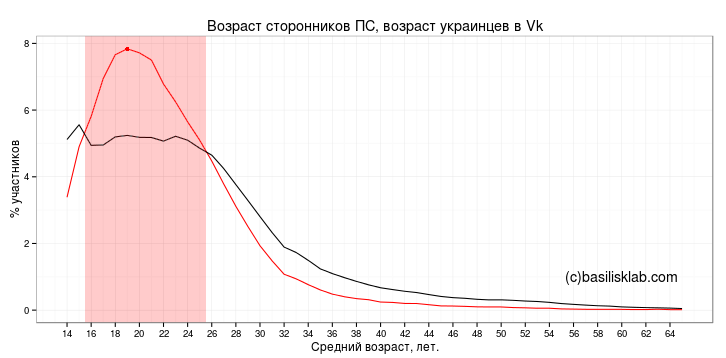 Возраст сторонников ПС, возраст украинцев в Vk
8
6
4
2
0
% участников
(c)basilisklab.com
14 16 18 20 22 24 26 28 30 32 34 36 38 40 42 44 46 48 50 52 54 56 58 60 62 64
Средний возраст, лет.